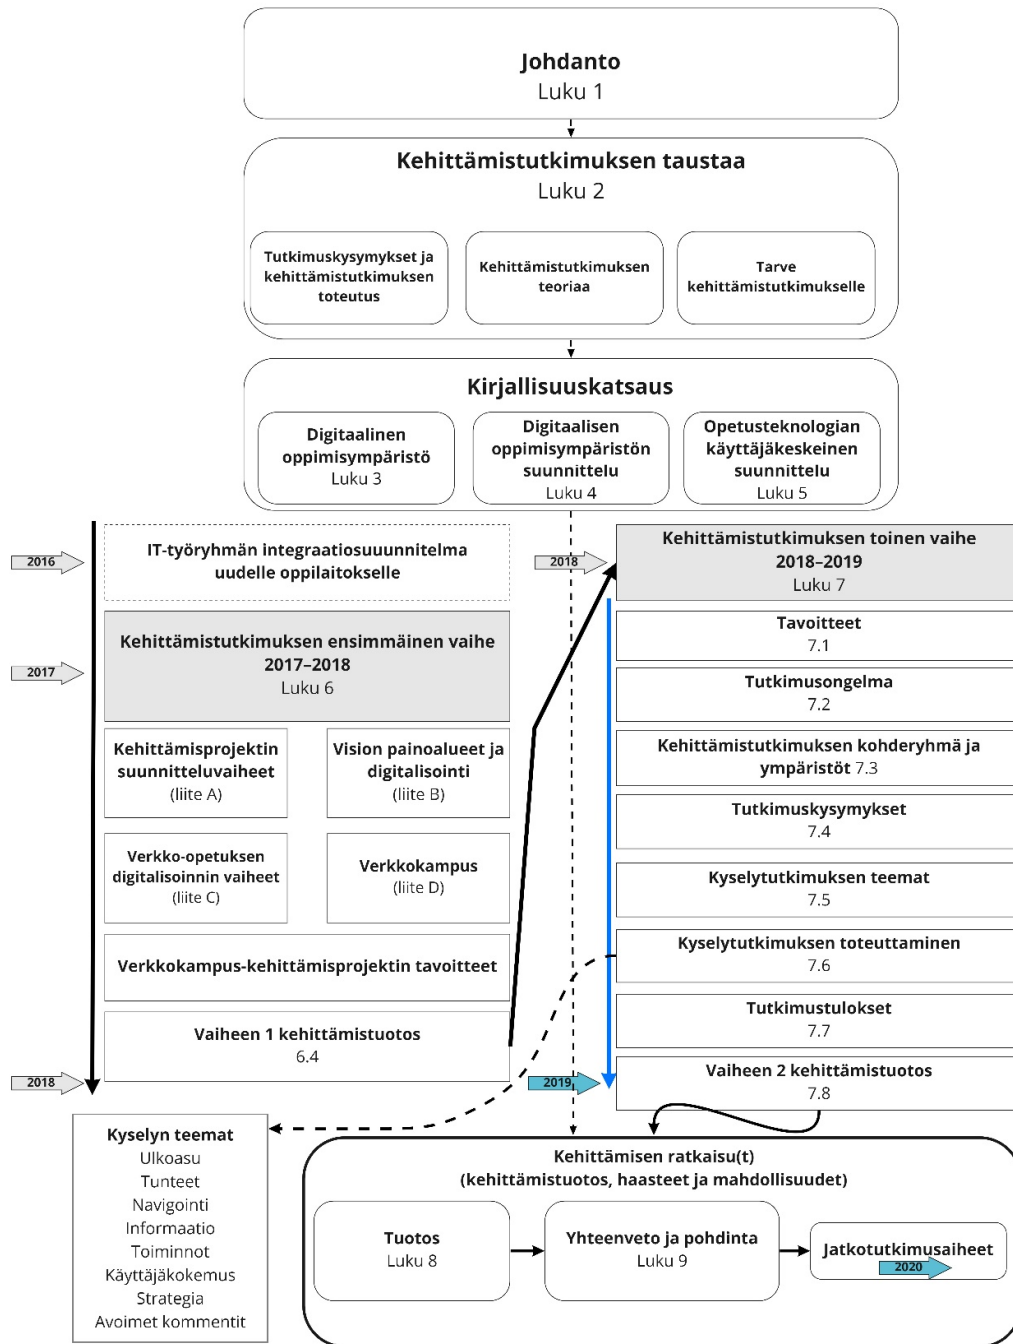 Johdanto
Luku 1
Kehittämistutkimuksen taustaa
Luku 2
Tutkimuskysymykset ja
kehittämistutkimuksen
toteutus
Kehittämistutkimuksen
teoriaa
Tarve
kehittämistutkimukselle
Kirjallisuuskatsaus
Digitaalinen
oppimisympäristö
Luku 3
Digitaalisen
oppimisympäristön
suunnittelu
Luku 4
Opetusteknologian
käyttäjäkeskeinen
suunnittelu
Luku 5
2016
IT-työryhmän integraatiosuuunnitelma
uudelle oppilaitokselle
2017
Kehittämistutkimuksen ensimmäinen vaihe
2017–2018
Luku 6
Kehittämisprojektin
suunnitteluvaiheet
(liite A)
Vision painoalueet ja
digitalisointi
(liite B)
Verkko-opetuksen
digitalisoinnin vaiheet
(liite C)
Verkkokampus
(liite D)
Verkkokampus-kehittämisprojektin tavoitteet
Vaiheen 1 kehittämistuotos
6.4
2018
2018
Kehittämistutkimuksen toinen vaihe
2018–2019
Luku 7
Tavoitteet
7.1
Tutkimusongelma
7.2
Kehittämistutkimuksen kohderyhmä ja
ympäristöt 7.3
Tutkimuskysymykset
7.4
Kyselytutkimuksen teemat
7.5
Kyselytutkimuksen toteuttaminen
7.6
Tutkimustulokset
7.7
2019
Vaiheen 2 kehittämistuotos
7.8
Kyselyn teemat
Ulkoasu
Tunteet
Navigointi
Informaatio
Toiminnot
Käyttäjäkokemus
Strategia
Avoimet kommentit
Kehittämisen ratkaisu(t)
(kehittämistuotos, haasteet ja mahdollisuudet)
Tuotos
Luku 8
Yhteenveto ja pohdinta
Luku 9
Jatkotutkimusaiheet
2020